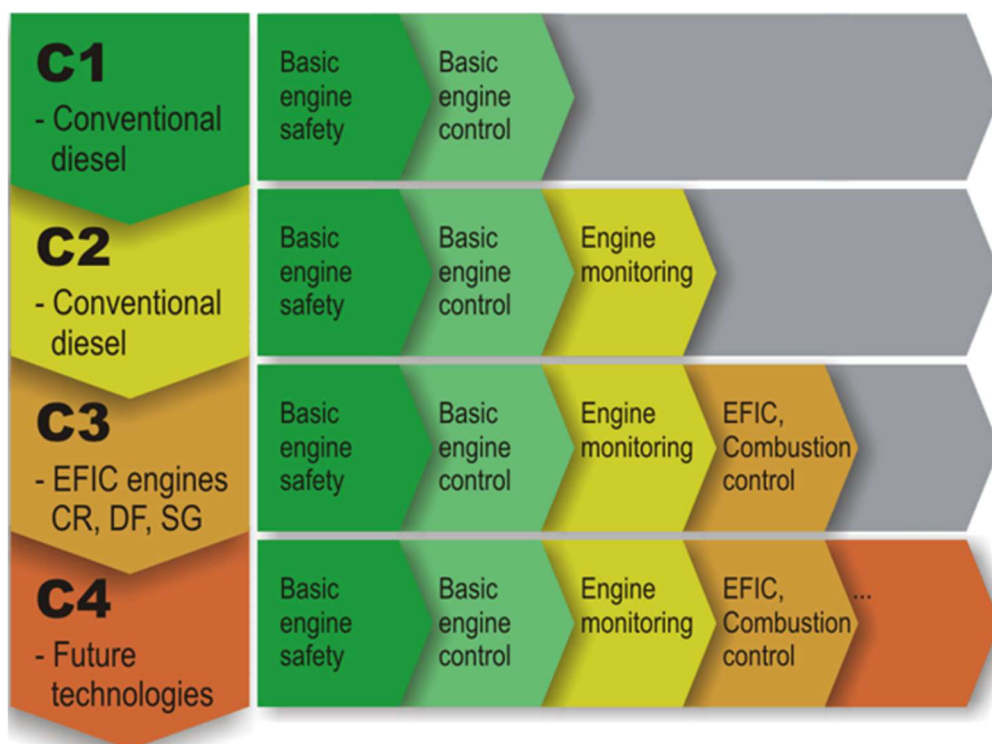 C1
- Conventional
diesel
Basic
engine
safety
Basic
engine
control
C2
- Conventional
diesel
Basic
engine
safety
Basic
engine
control
Engine
monitoring
C3
- EFIC engines
CR, DF, SG
Basic
engine
safety
Basic
engine
control
Engine
monitoring
EFIC,
Combustion
control
C4
- Future
technologies
Basic
engine
safety
Basic
engine
control
Engine
monitoring
EFIC,
Combustion
control
...